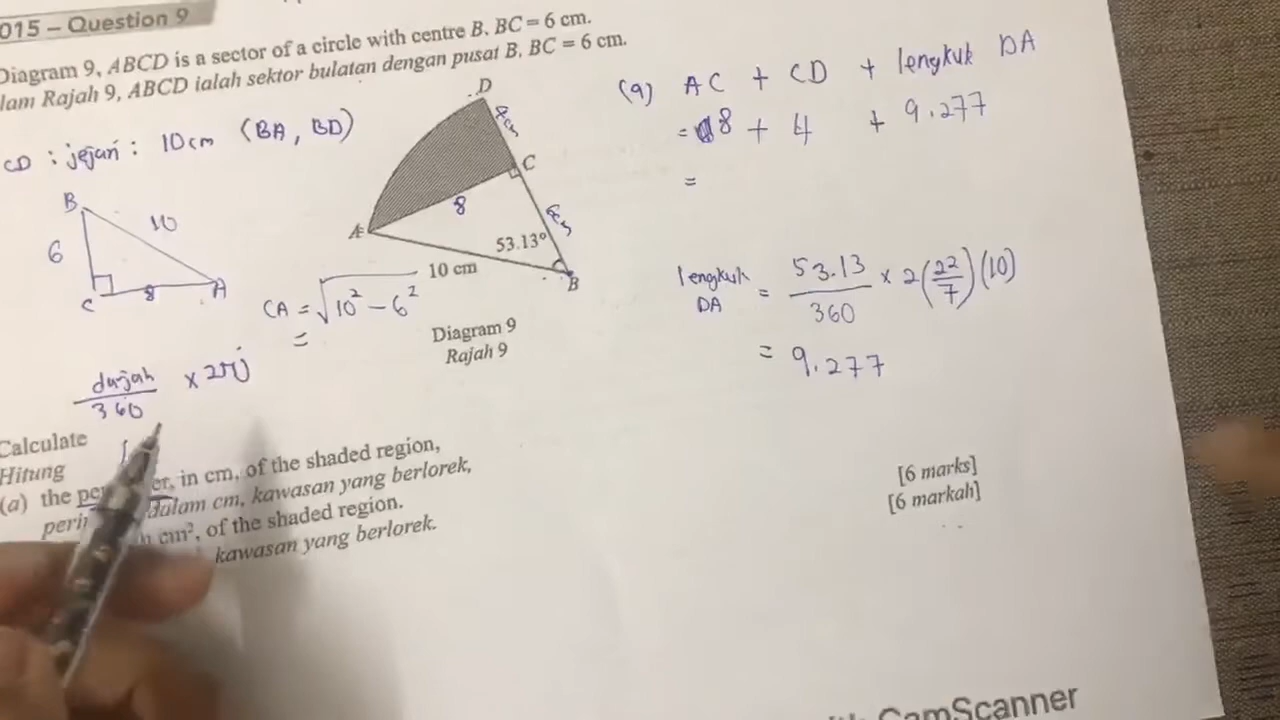 015 – Question 9
Diagram 9, ABCD is a sector of a circle with centre B. BC = 6 cm.
lam Rajah 9, ABCD ialah sektor bulatan dengan pusat B. BC = 6 cm.
CD : jejari : 10cm (BA, BD)
B
10
6
C
8
A
D
4cm
C
8
A
53.13°
10 cm
B
CA = √10² – 6²
=
Diagram 9
Rajah 9
darjah
360
× 2πj
(a) AC + CD + lengkuk DA
= 8 + 4 + 9.277
=
lengkuk DA = 53.13/360 × 2(22/7)(10)
= 9.277
Calculate
Hitung
(a) the in cm, of the shaded region,
dalam cm, kawasan yang berlorek,
cm², of the shaded region.
kawasan yang berlorek.
[6 marks]
[6 markah]
CamScanner